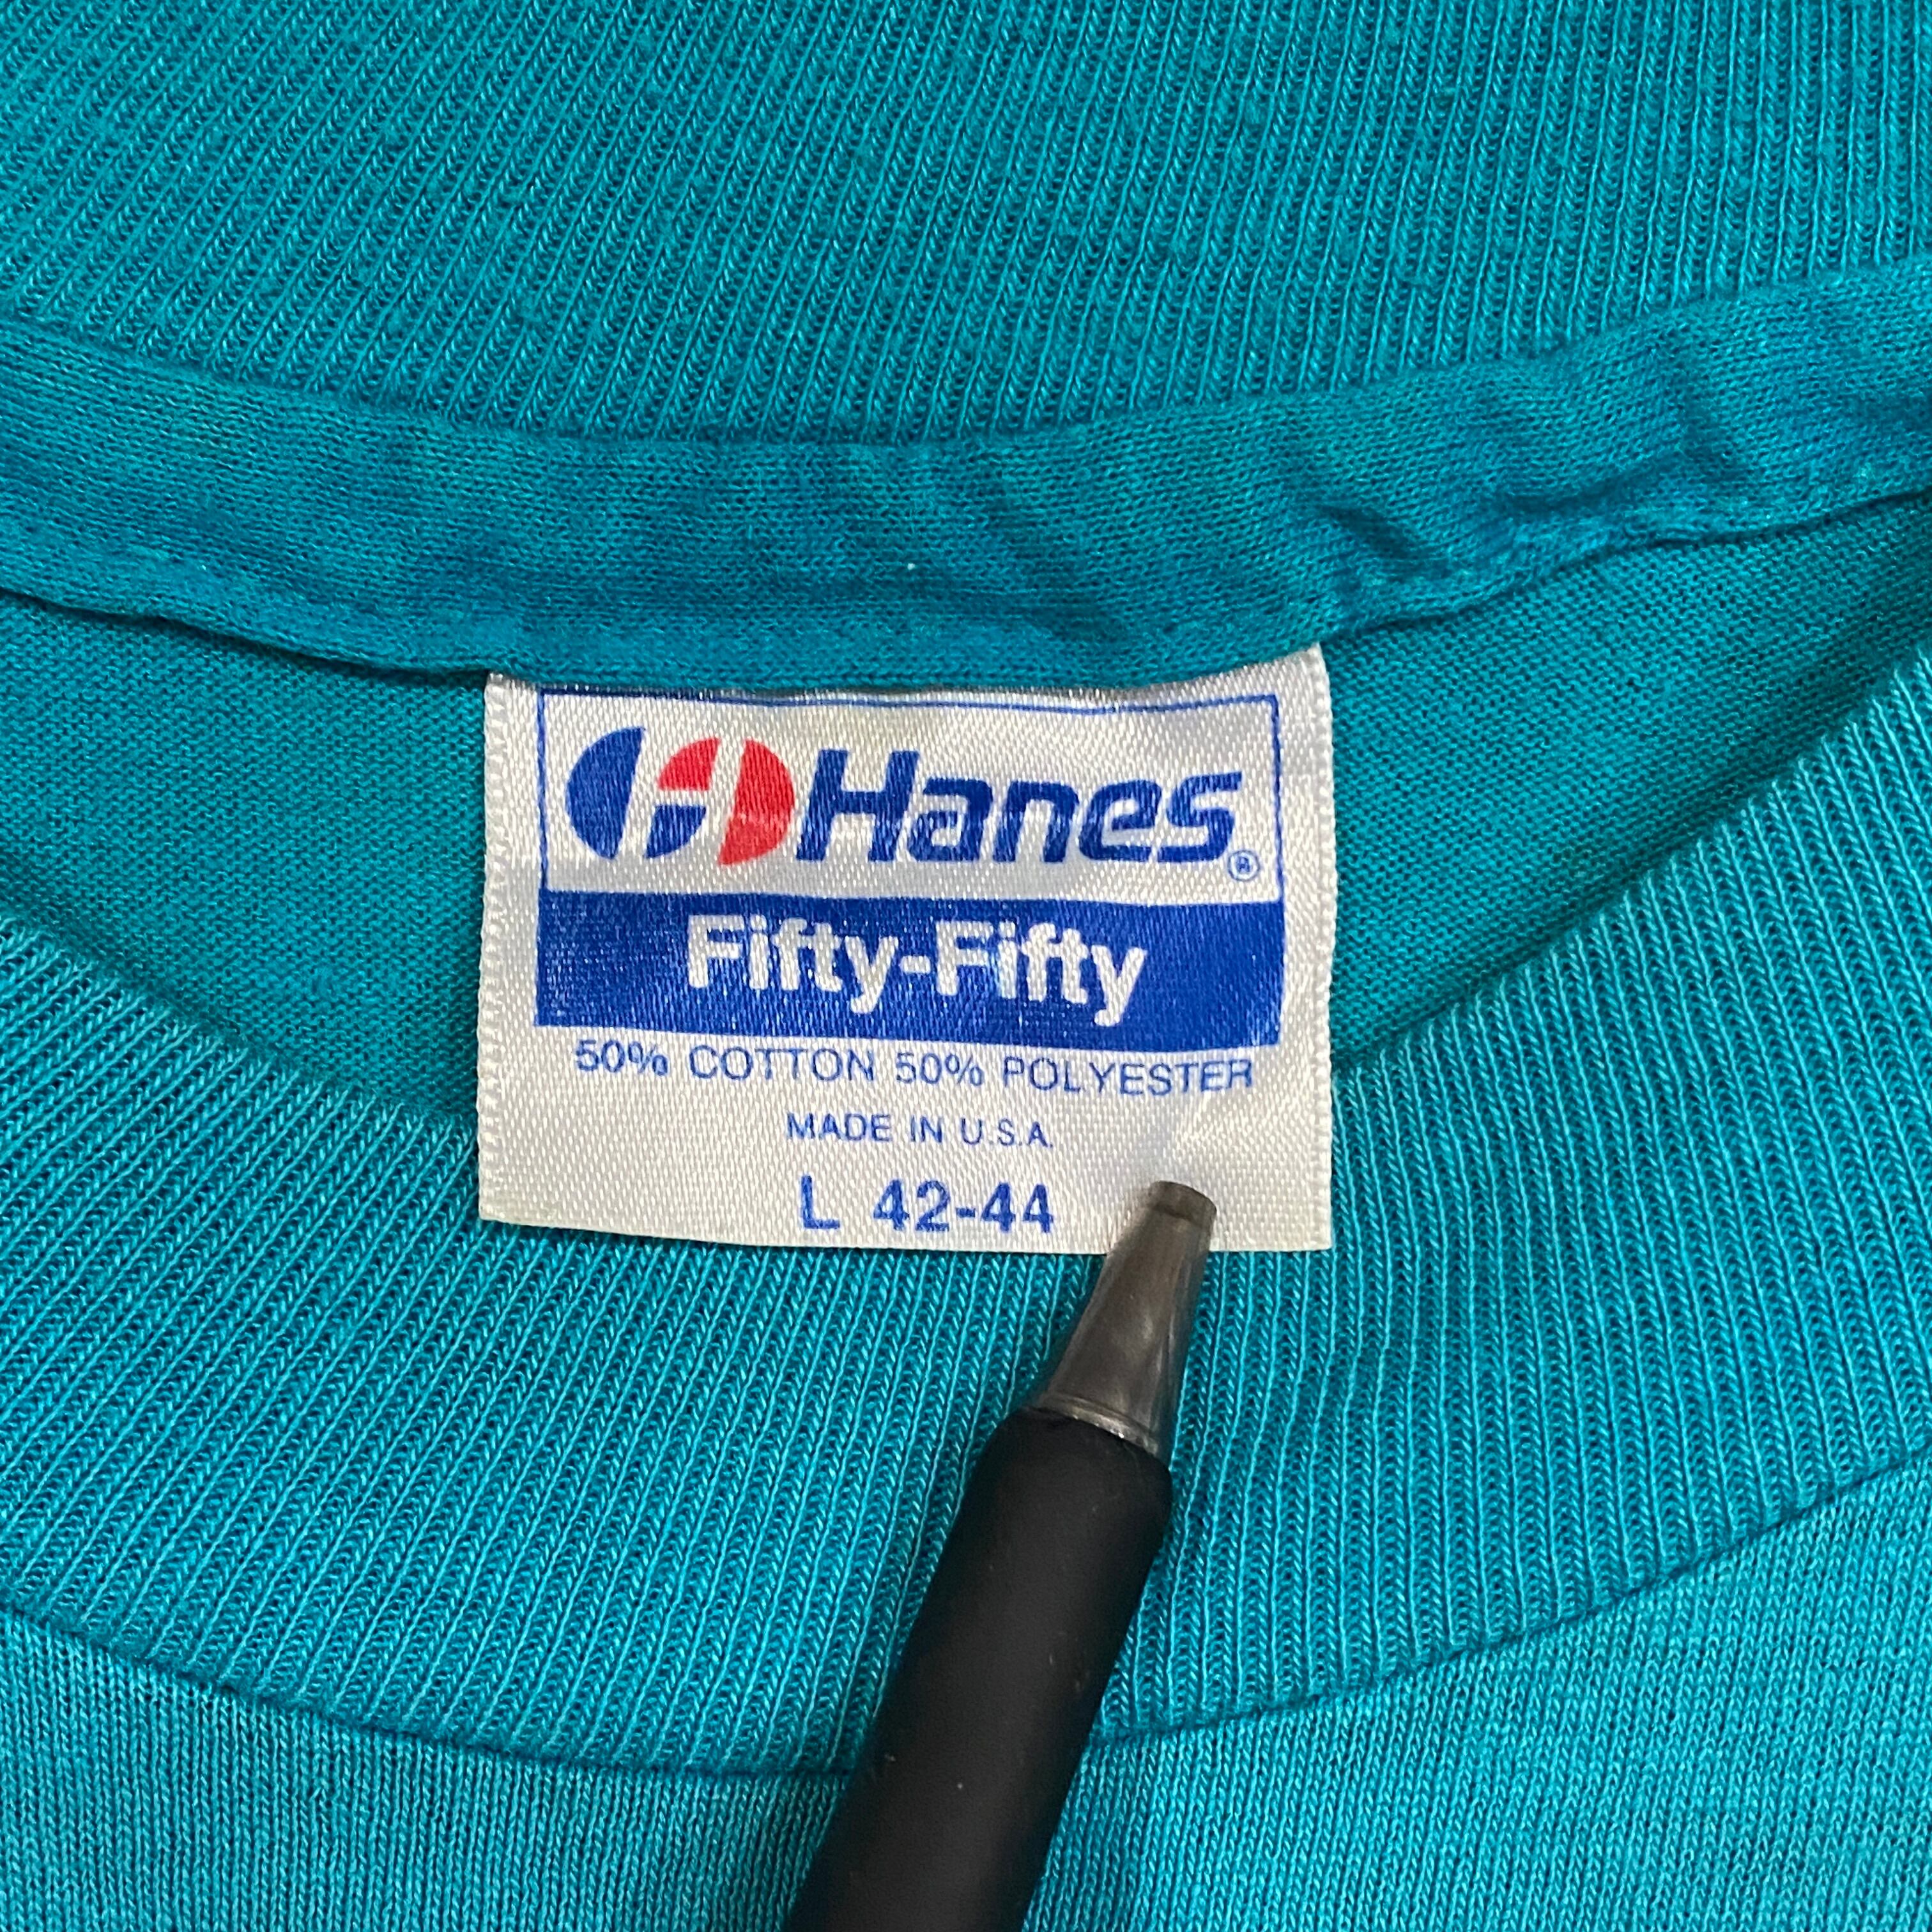 Hanes®
Fifty-Fifty
50% COTTON 50% POLYESTER
MADE IN U.S.A.
L 42-44